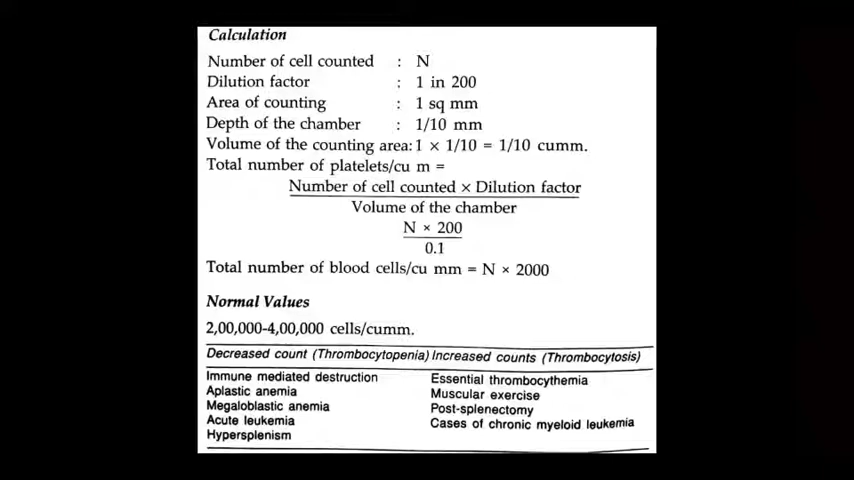 Calculation
Number of cell counted : N
Dilution factor : 1 in 200
Area of counting : 1 sq mm
Depth of the chamber : 1/10 mm
Volume of the counting area: 1 × 1/10 = 1/10 cumm.
Total number of platelets/cu m =
Number of cell counted × Dilution factor
Volume of the chamber
N × 200
0.1
Total number of blood cells/cu mm = N × 2000
Normal Values
2,00,000-4,00,000 cells/cumm.
Decreased count (Thrombocytopenia) Increased counts (Thrombocytosis)
Immune mediated destruction Essential thrombocythemia
Aplastic anemia Muscular exercise
Megaloblastic anemia Post-splenectomy
Acute leukemia Cases of chronic myeloid leukemia
Hypersplenism